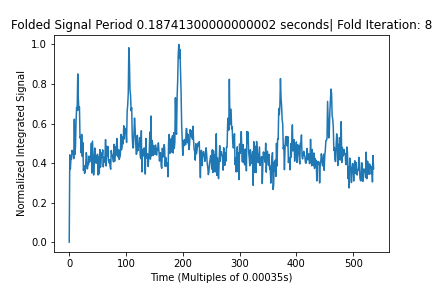 Folded Signal Period 0.18741300000000002 seconds| Fold Iteration: 8
1.0
0.8
0.6
0.4
0.2
0.0
Normalized Integrated Signal
0 100 200 300 400 500
Time (Multiples of 0.00035s)